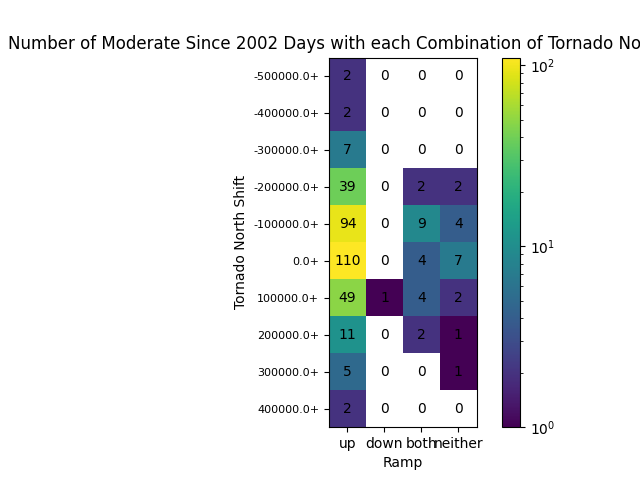 Number of Moderate Since 2002 Days with each Combination of Tornado No
-500000.0+ 2 0 0 0
-400000.0+ 2 0 0 0
-300000.0+ 7 0 0 0
-200000.0+ 39 0 2 2
-100000.0+ 94 0 9 4
0.0+ 110 0 4 7
100000.0+ 49 1 4 2
200000.0+ 11 0 2 1
300000.0+ 5 0 0 1
400000.0+ 2 0 0 0
up down both neither
Ramp
Tornado North Shift
10²
10¹
10⁰